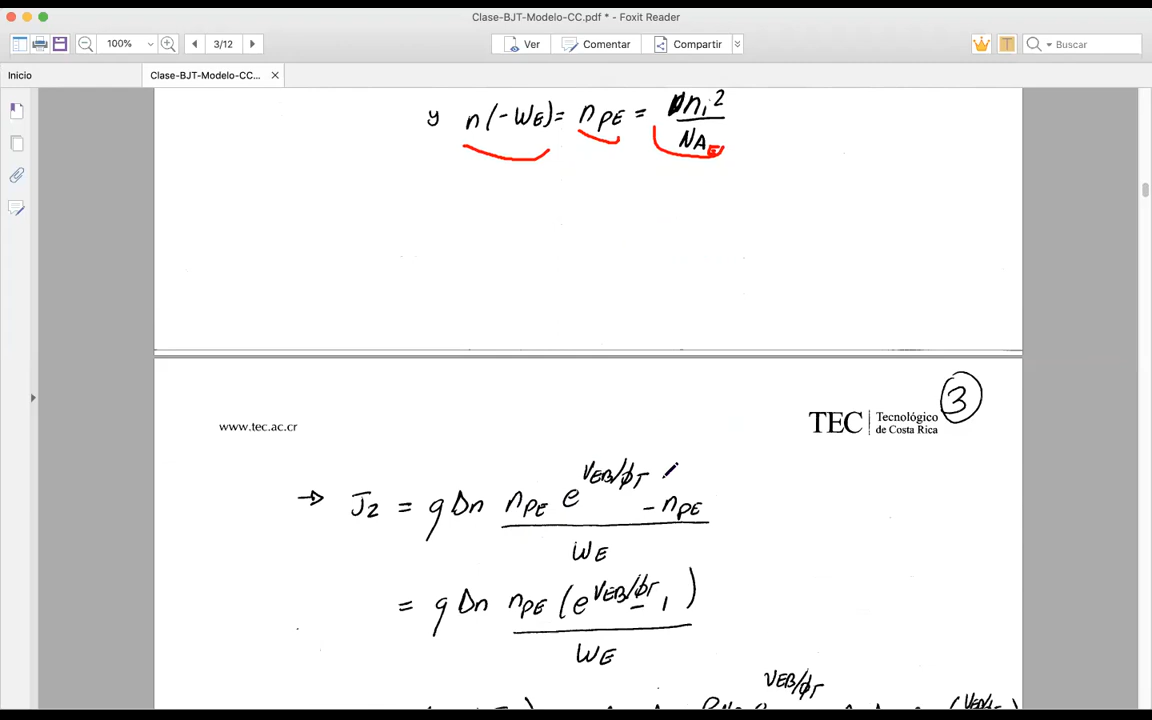 Clase-BJT-Modelo-CC.pdf * - Foxit Reader
100% 3/12 Ver Comentar Compartir Buscar
Inicio Clase-BJT-Modelo-CC...
y n(-WE) = nPE = ni²
NAE
3
www.tec.ac.cr TEC Tecnológico
de Costa Rica
→ J2 = q Dn nPE e^VEB/ϕT - nPE
WE
= q Dn nPE (e^VEB/ϕT - 1)
WE
VEB/ϕT